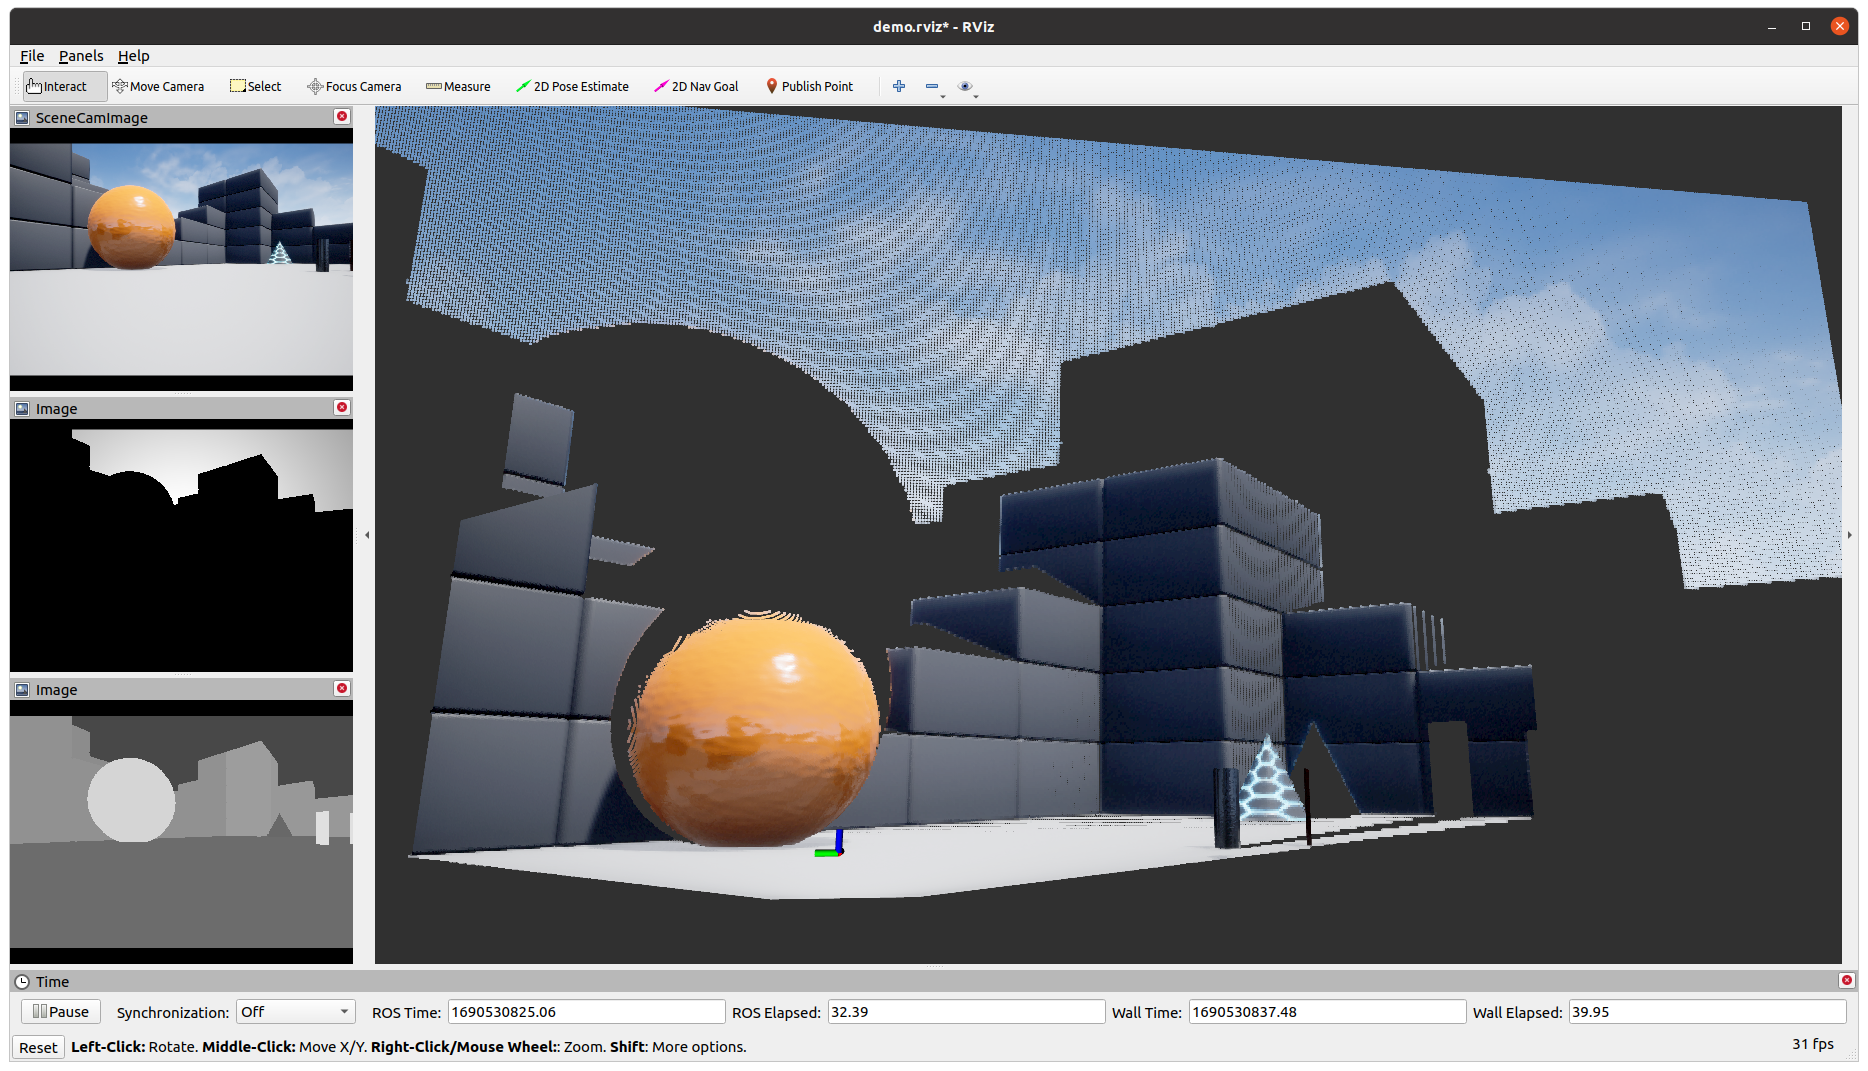 demo.rviz* - RViz
File Panels Help
Interact Move Camera Select Focus Camera Measure 2D Pose Estimate 2D Nav Goal Publish Point
SceneCamImage
Image
Image
Time
Pause Synchronization: Off ROS Time: 1690530825.06 ROS Elapsed: 32.39 Wall Time: 1690530837.48 Wall Elapsed: 39.95
Reset Left-Click: Rotate. Middle-Click: Move X/Y. Right-Click/Mouse Wheel:: Zoom. Shift: More options. 31 fps